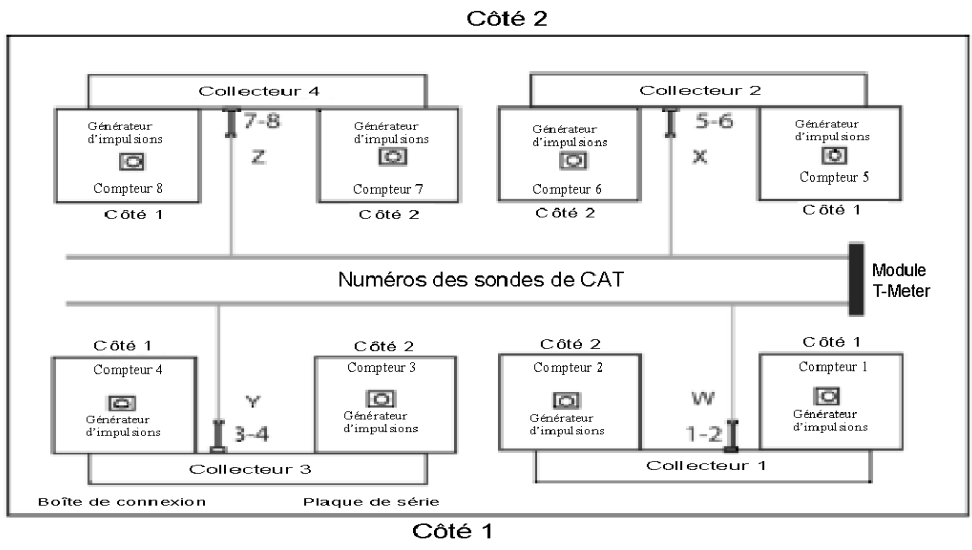 Côté 2
Collecteur 4
Collecteur 2
Générateur
d'impulsions
Compteur 8
7-8
Z
Générateur
d'impulsions
Compteur 7
Générateur
d'impulsions
Compteur 6
5-6
X
Générateur
d'impulsions
Compteur 5
Côté 1
Côté 2
Côté 2
Côté 1
Numéros des sondes de CAT
Module
T-Meter
Côté 1
Côté 2
Côté 2
Côté 1
Compteur 4
Générateur
d'impulsions
Y
3-4
Compteur 3
Générateur
d'impulsions
Compteur 2
Générateur
d'impulsions
W
1-2
Compteur 1
Générateur
d'impulsions
Collecteur 3
Collecteur 1
Boîte de connexion
Plaque de série
Côté 1